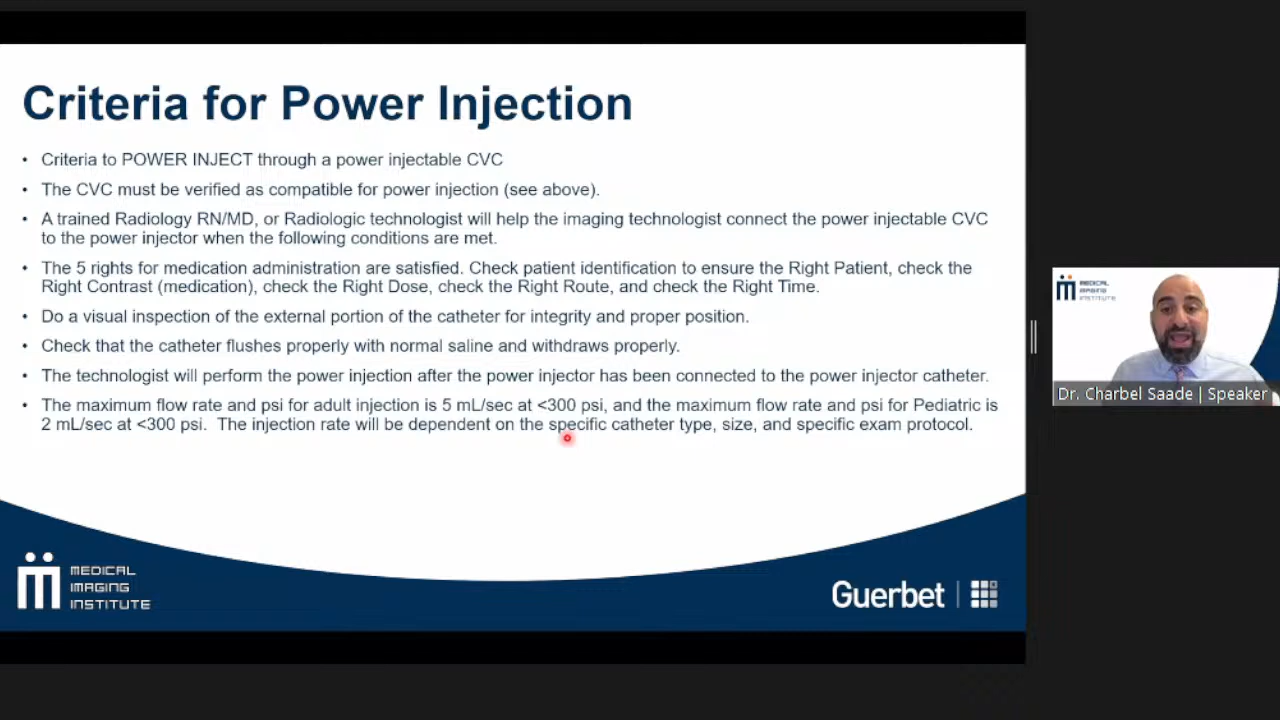 Criteria for Power Injection
• Criteria to POWER INJECT through a power injectable CVC
• The CVC must be verified as compatible for power injection (see above).
• A trained Radiology RN/MD, or Radiologic technologist will help the imaging technologist connect the power injectable CVC
to the power injector when the following conditions are met.
• The 5 rights for medication administration are satisfied. Check patient identification to ensure the Right Patient, check the
Right Contrast (medication), check the Right Dose, check the Right Route, and check the Right Time.
• Do a visual inspection of the external portion of the catheter for integrity and proper position.
• Check that the catheter flushes properly with normal saline and withdraws properly.
• The technologist will perform the power injection after the power injector has been connected to the power injector catheter.
• The maximum flow rate and psi for adult injection is 5 mL/sec at <300 psi, and the maximum flow rate and psi for Pediatric is
2 mL/sec at <300 psi.  The injection rate will be dependent on the specific catheter type, size, and specific exam protocol.
MEDICAL
IMAGING
INSTITUTE
Guerbet
MEDICAL
IMAGING
INSTITUTE
Dr. Charbel Saade | Speaker